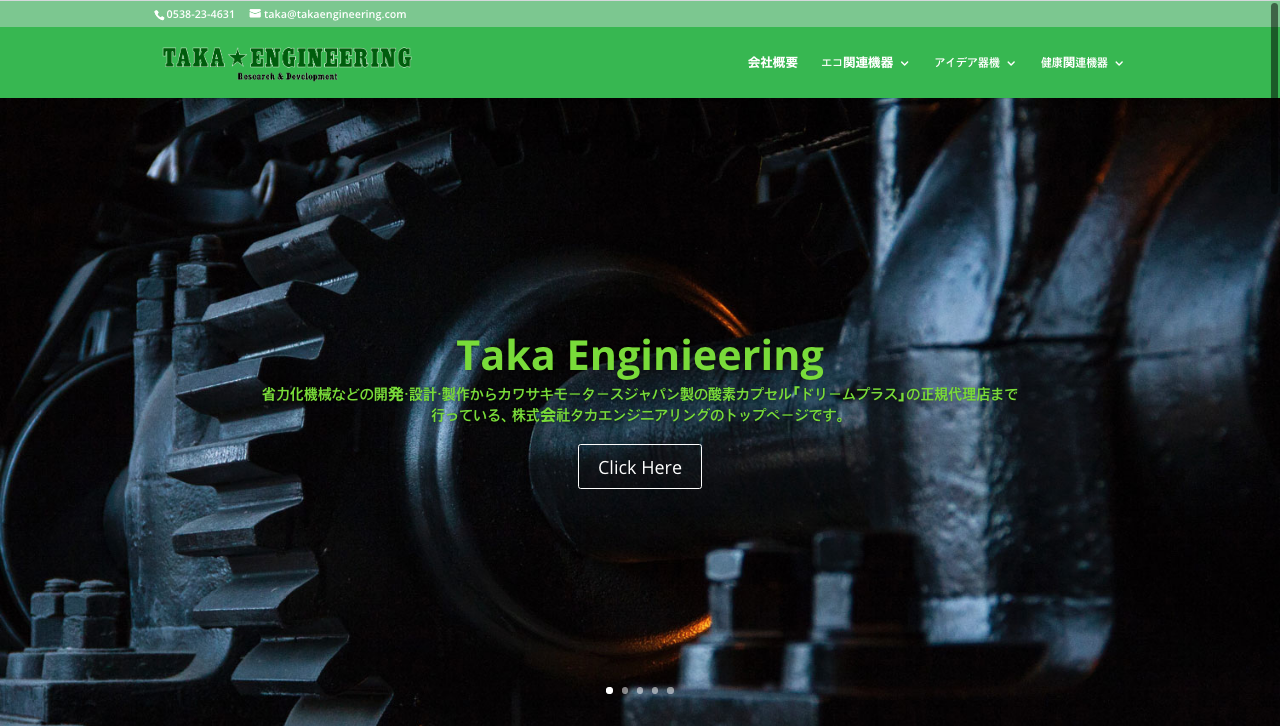 0538-23-4631 taka@takaengineering.com
TAKA★ENGINEERING
Research & Development
会社概要 エコ関連機器 アイデア器機 健康関連機器
Taka Enginieering
省力化機械などの開発·設計·製作からカワサキモータースジャパン製の酸素カプセル『ドリームプラス』の正規代理店まで
行っている、株式会社タカエンジニアリングのトップページです。
Click Here